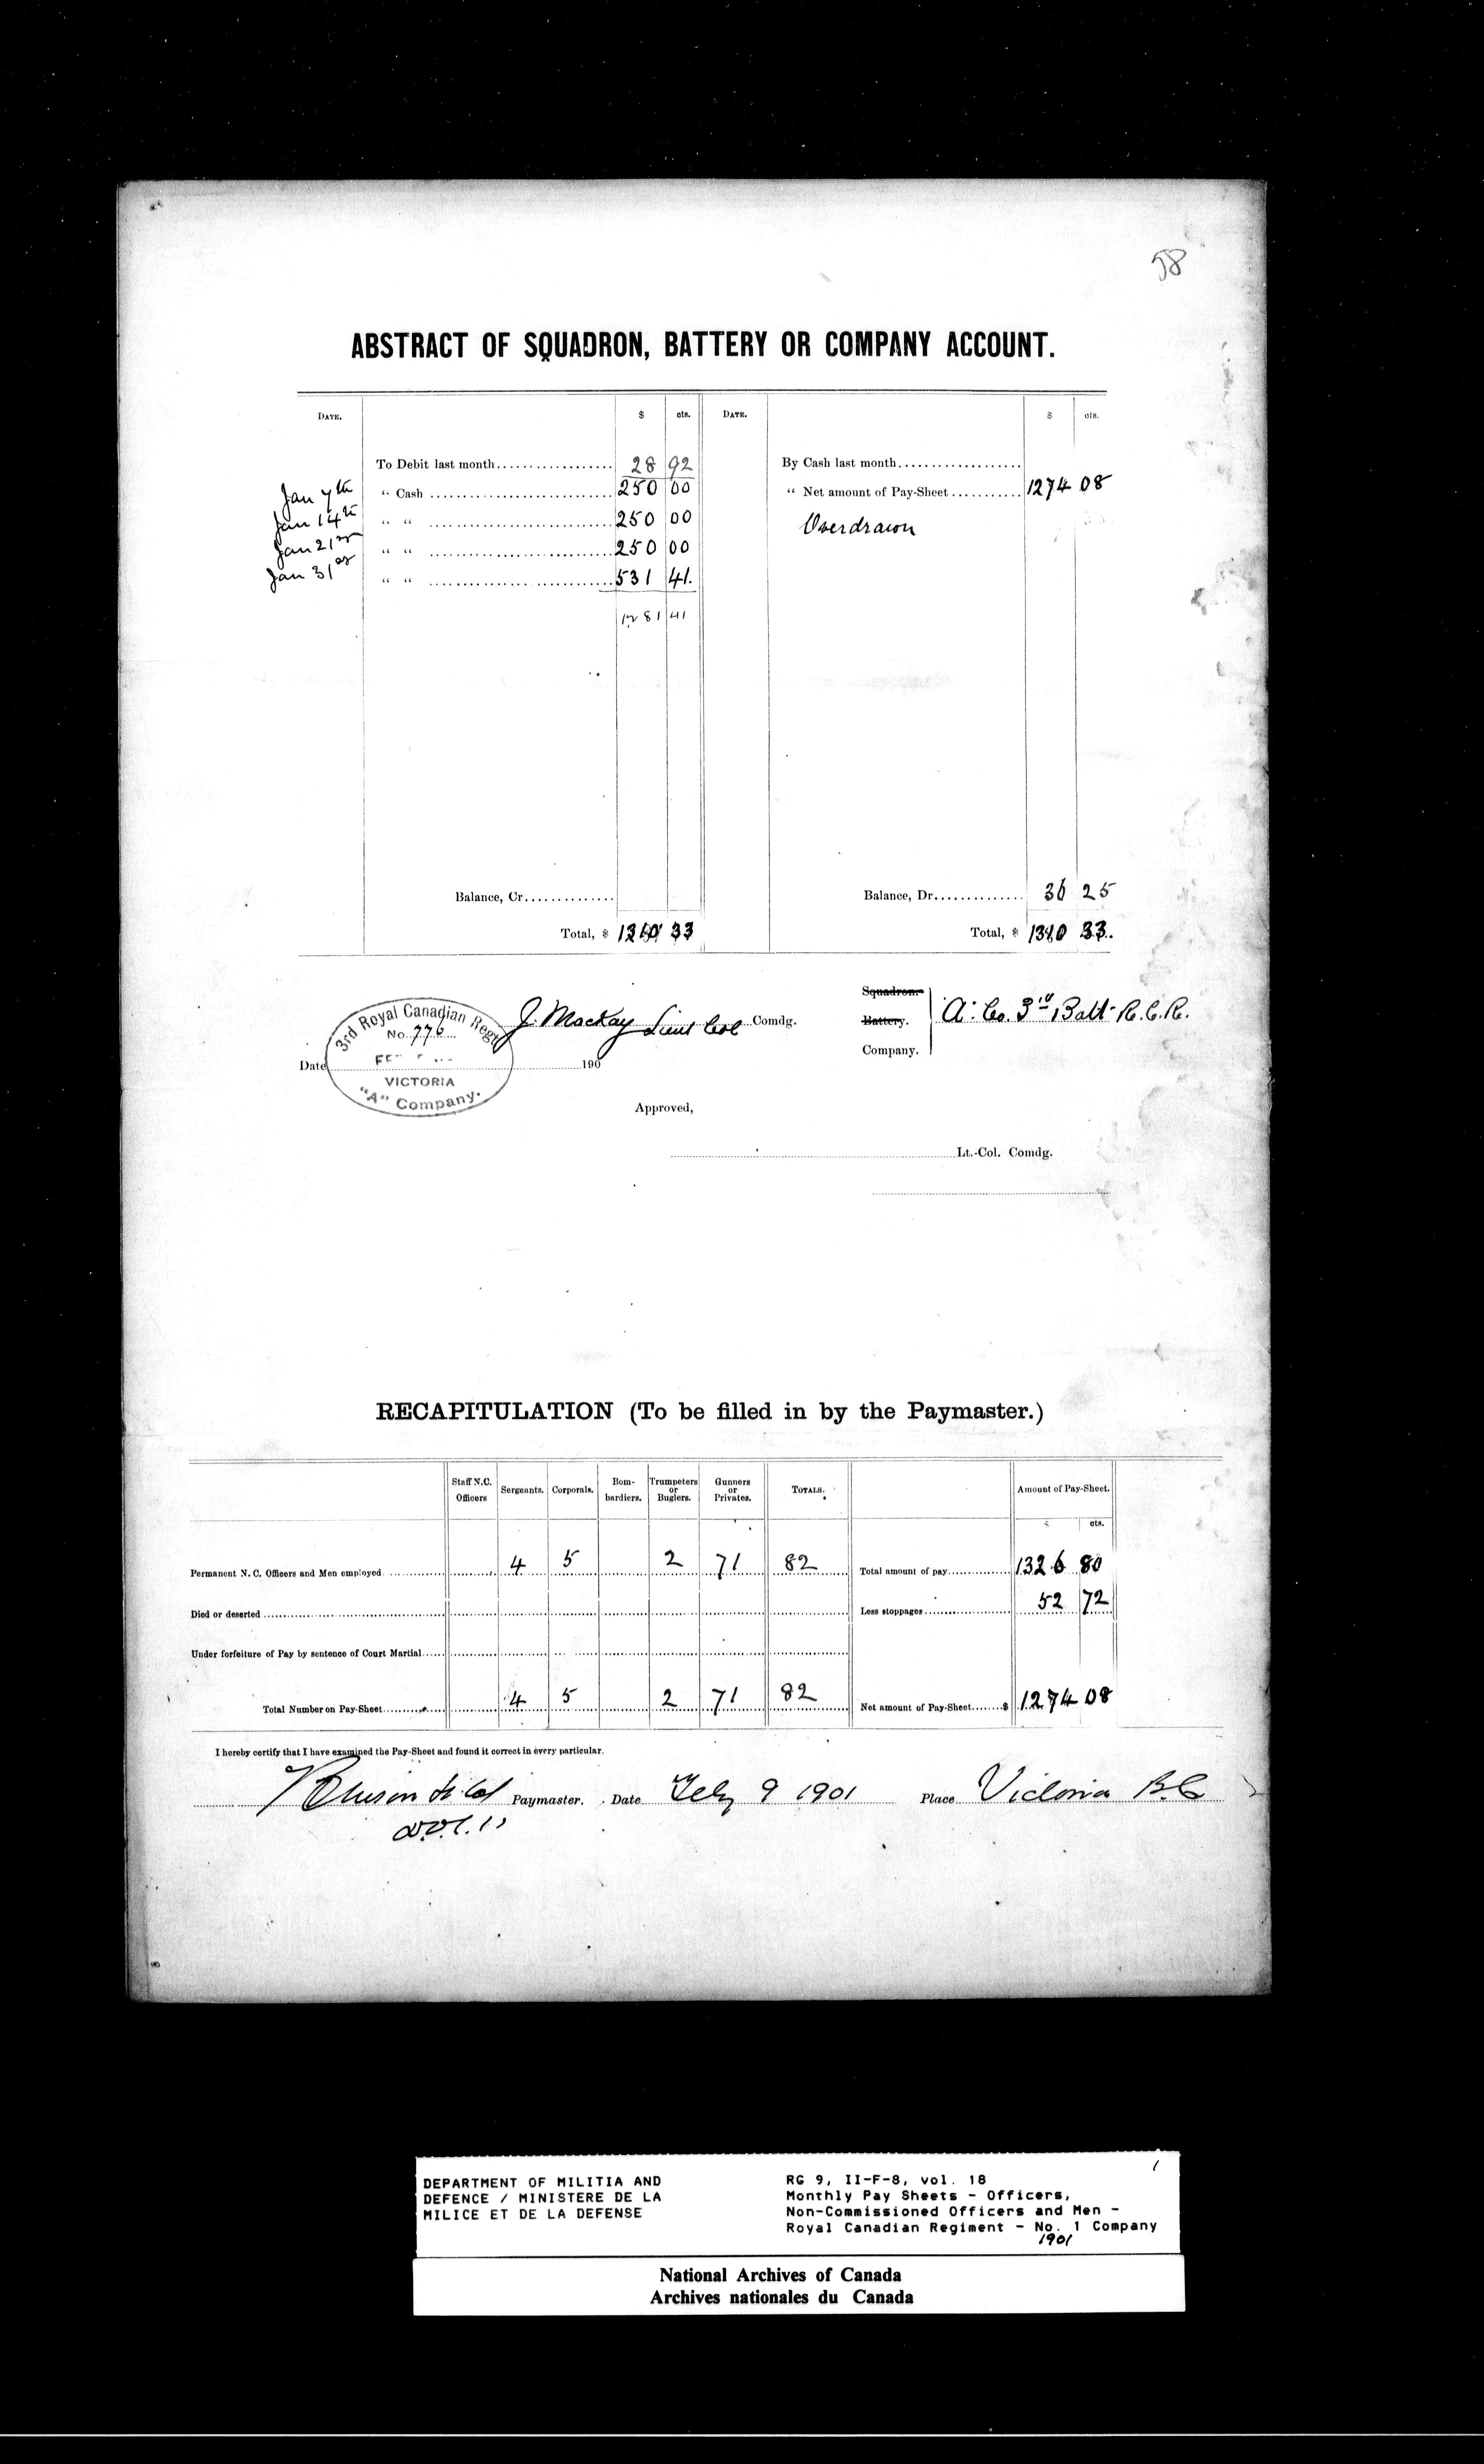 58
ABSTRACT OF SQUADRON, BATTERY OR COMPANY ACCOUNT.
DATE. $ cts. DATE. $ cts.
To Debit last month 28 92 By Cash last month
Jan 7th " Cash 250 00 " Net amount of Pay-Sheet 1274 08
Jan 14th " " 250 00 Overdrawn
Jan 21st " " 250 00
Jan 31st " " 531 41.
1281 41
Balance, Cr. Balance, Dr. 36 25
Total, $ 1310 33 Total, $ 1310 33.
3rd Royal Canadian Regt
No. 776
VICTORIA
"A" Company.
J. Mackay Lieut Col Comdg.
Squadron.
Battery.
Company.
A. Co. 3rd Batt. R.C.R.
Date 190
Approved,
Lt.-Col. Comdg.
RECAPITULATION (To be filled in by the Paymaster.)
Staff N.C. Officers Sergeants. Corporals. Bom-bardiers. Trumpeters or Buglers. Gunners or Privates. TOTALS. Amount of Pay-Sheet.
$ cts.
Permanent N. C. Officers and Men employed 4 5 2 71 82 Total amount of pay 1326 80
Died or deserted Less stoppages 52 72
Under forfeiture of Pay by sentence of Court Martial
Total Number on Pay-Sheet 4 5 2 71 82 Net amount of Pay-Sheet $ 1274 08
I hereby certify that I have examined the Pay-Sheet and found it correct in every particular.
Paymaster. Date Feby 9 1901 Place Victoria B.C
DEPARTMENT OF MILITIA AND
DEFENCE / MINISTERE DE LA
MILICE ET DE LA DEFENSE
RG 9, II-F-8, vol. 18
Monthly Pay Sheets - Officers,
Non-Commissioned Officers and Men -
Royal Canadian Regiment - No. 1 Company
1901
National Archives of Canada
Archives nationales du Canada